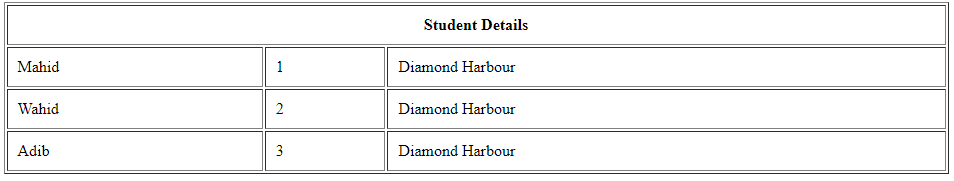 Student Details
Mahid 1 Diamond Harbour
Wahid 2 Diamond Harbour
Adib 3 Diamond Harbour